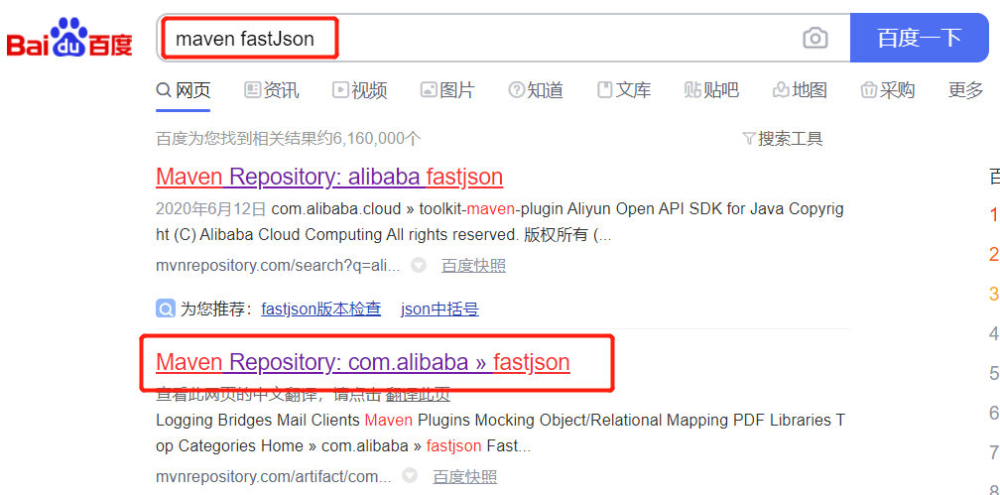 Bai du 百度 maven fastJson 百度一下
网页 资讯 视频 图片 知道 文库 贴吧 地图 采购 更多
百度为您找到相关结果约6,160,000个 搜索工具
Maven Repository: alibaba fastjson
2020年6月12日 com.alibaba.cloud » toolkit-maven-plugin Aliyun Open API SDK for Java Copyrig
ht (C) Alibaba Cloud Computing All rights reserved. 版权所有 (...
mvnrepository.com/search?q=ali... 百度快照
为您推荐: fastjson版本检查 json中括号
Maven Repository: com.alibaba » fastjson
查看此网页的中文翻译，请点击 翻译此页
Logging Bridges Mail Clients Maven Plugins Mocking Object/Relational Mapping PDF Libraries T
op Categories Home » com.alibaba » fastjson Fast...
mvnrepository.com/artifact/com... 百度快照
1
2
3
4
5
6
7